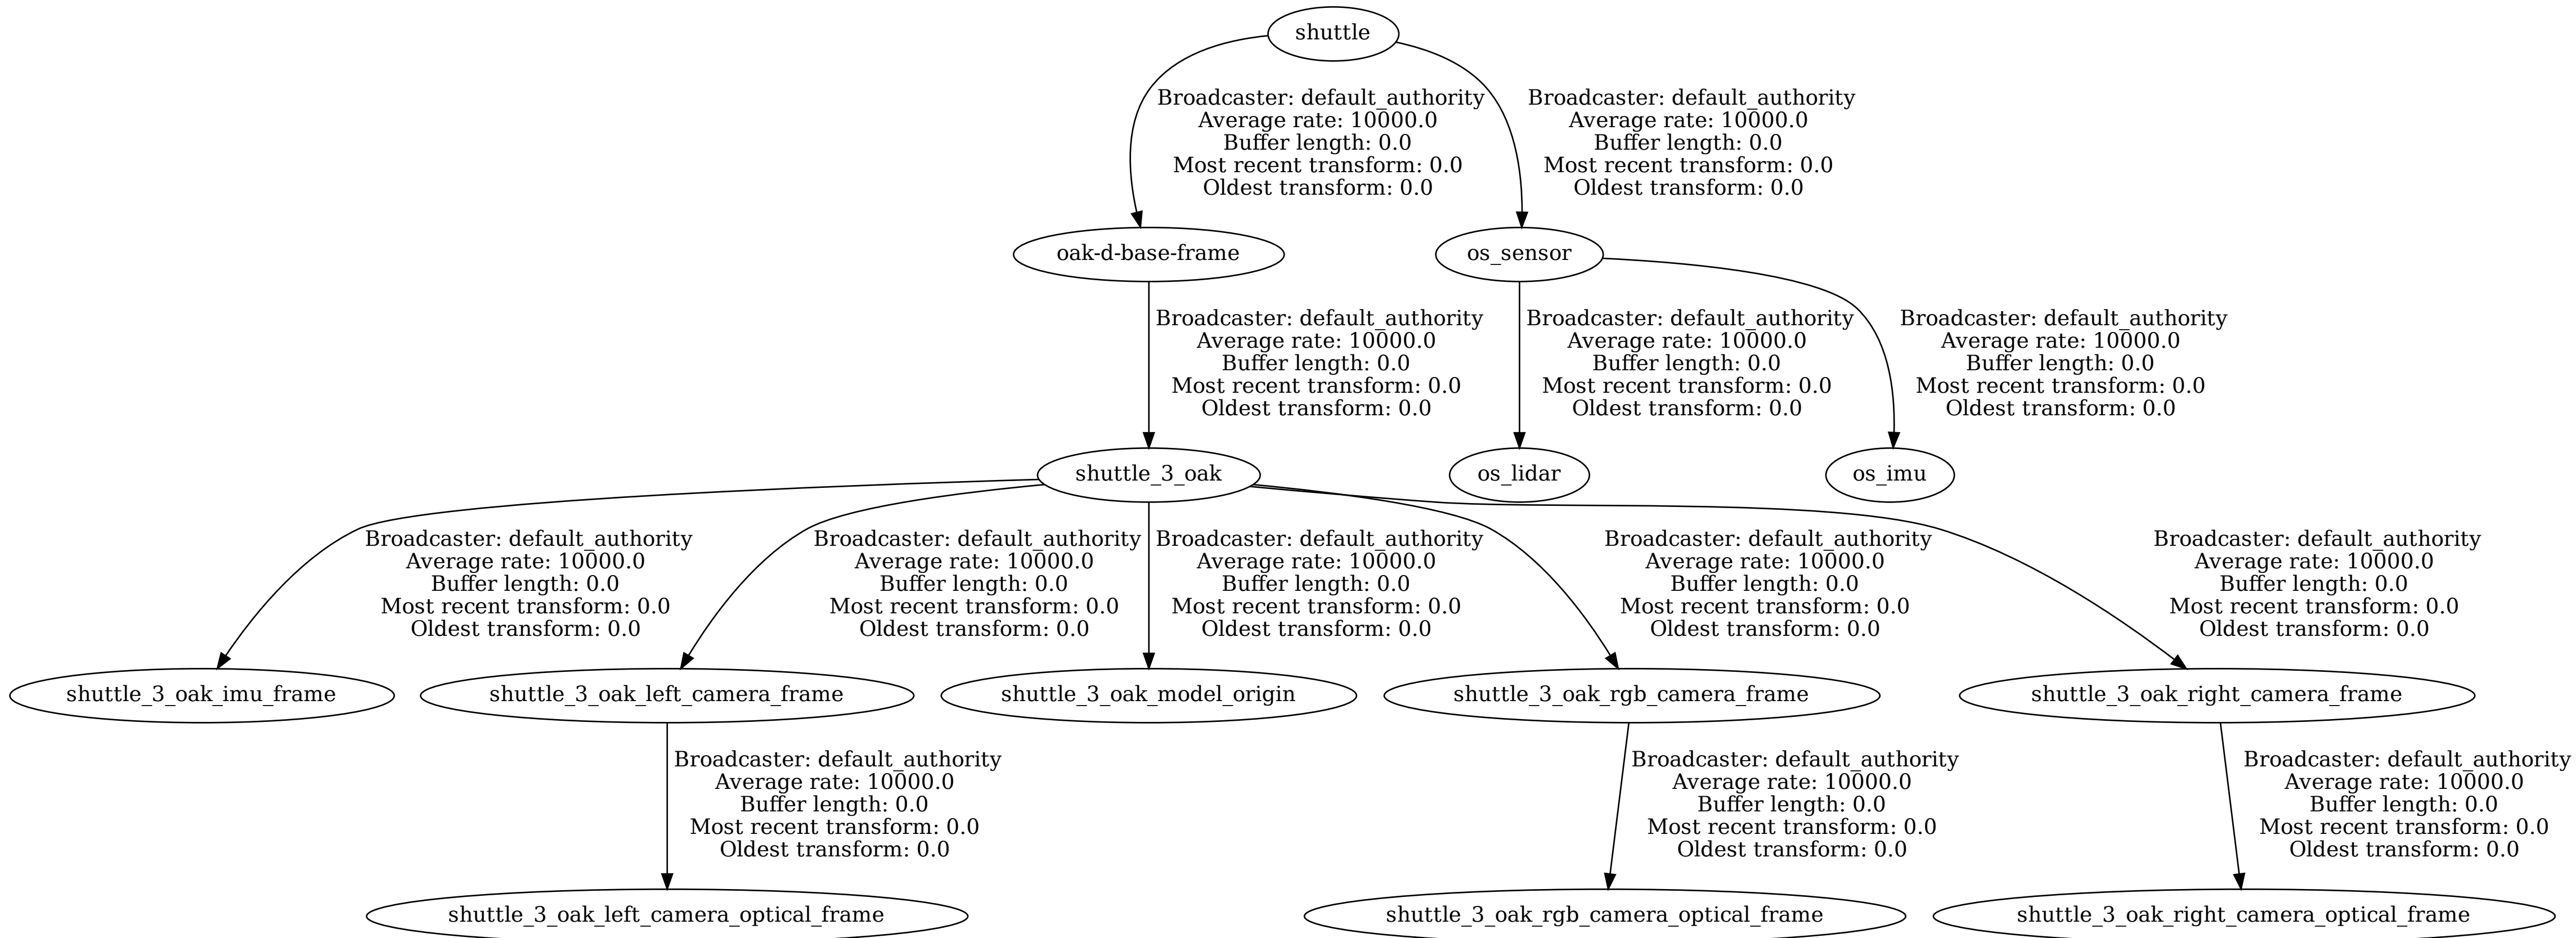 shuttle
Broadcaster: default_authority
Average rate: 10000.0
Buffer length: 0.0
Most recent transform: 0.0
Oldest transform: 0.0
Broadcaster: default_authority
Average rate: 10000.0
Buffer length: 0.0
Most recent transform: 0.0
Oldest transform: 0.0
oak-d-base-frame
os_sensor
Broadcaster: default_authority
Average rate: 10000.0
Buffer length: 0.0
Most recent transform: 0.0
Oldest transform: 0.0
Broadcaster: default_authority
Average rate: 10000.0
Buffer length: 0.0
Most recent transform: 0.0
Oldest transform: 0.0
Broadcaster: default_authority
Average rate: 10000.0
Buffer length: 0.0
Most recent transform: 0.0
Oldest transform: 0.0
shuttle_3_oak
os_lidar
os_imu
Broadcaster: default_authority
Average rate: 10000.0
Buffer length: 0.0
Most recent transform: 0.0
Oldest transform: 0.0
Broadcaster: default_authority
Average rate: 10000.0
Buffer length: 0.0
Most recent transform: 0.0
Oldest transform: 0.0
Broadcaster: default_authority
Average rate: 10000.0
Buffer length: 0.0
Most recent transform: 0.0
Oldest transform: 0.0
Broadcaster: default_authority
Average rate: 10000.0
Buffer length: 0.0
Most recent transform: 0.0
Oldest transform: 0.0
Broadcaster: default_authority
Average rate: 10000.0
Buffer length: 0.0
Most recent transform: 0.0
Oldest transform: 0.0
shuttle_3_oak_imu_frame
shuttle_3_oak_left_camera_frame
shuttle_3_oak_model_origin
shuttle_3_oak_rgb_camera_frame
shuttle_3_oak_right_camera_frame
Broadcaster: default_authority
Average rate: 10000.0
Buffer length: 0.0
Most recent transform: 0.0
Oldest transform: 0.0
Broadcaster: default_authority
Average rate: 10000.0
Buffer length: 0.0
Most recent transform: 0.0
Oldest transform: 0.0
Broadcaster: default_authority
Average rate: 10000.0
Buffer length: 0.0
Most recent transform: 0.0
Oldest transform: 0.0
shuttle_3_oak_left_camera_optical_frame
shuttle_3_oak_rgb_camera_optical_frame
shuttle_3_oak_right_camera_optical_frame